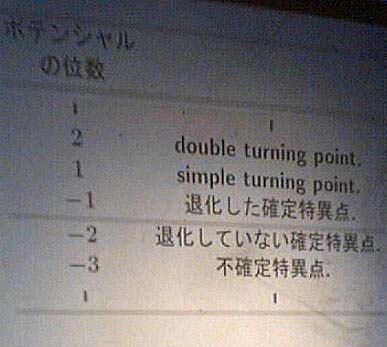 ポテンシャル
の位数
⋮ ⋮
2 double turning point.
1 simple turning point.
−1 退化した確定特異点.
−2 退化していない確定特異点.
−3 不確定特異点.
⋮ ⋮